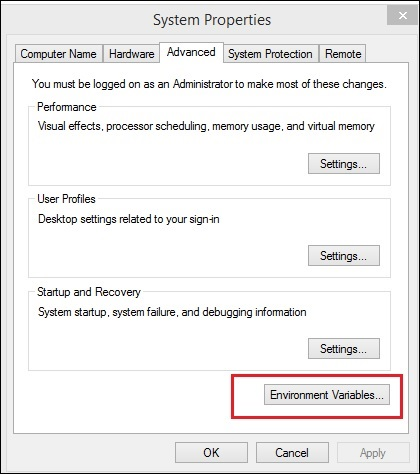 System Properties
Computer Name Hardware Advanced System Protection Remote
You must be logged on as an Administrator to make most of these changes.
Performance
Visual effects, processor scheduling, memory usage, and virtual memory
Settings...
User Profiles
Desktop settings related to your sign-in
Settings...
Startup and Recovery
System startup, system failure, and debugging information
Settings...
Environment Variables...
OK Cancel Apply